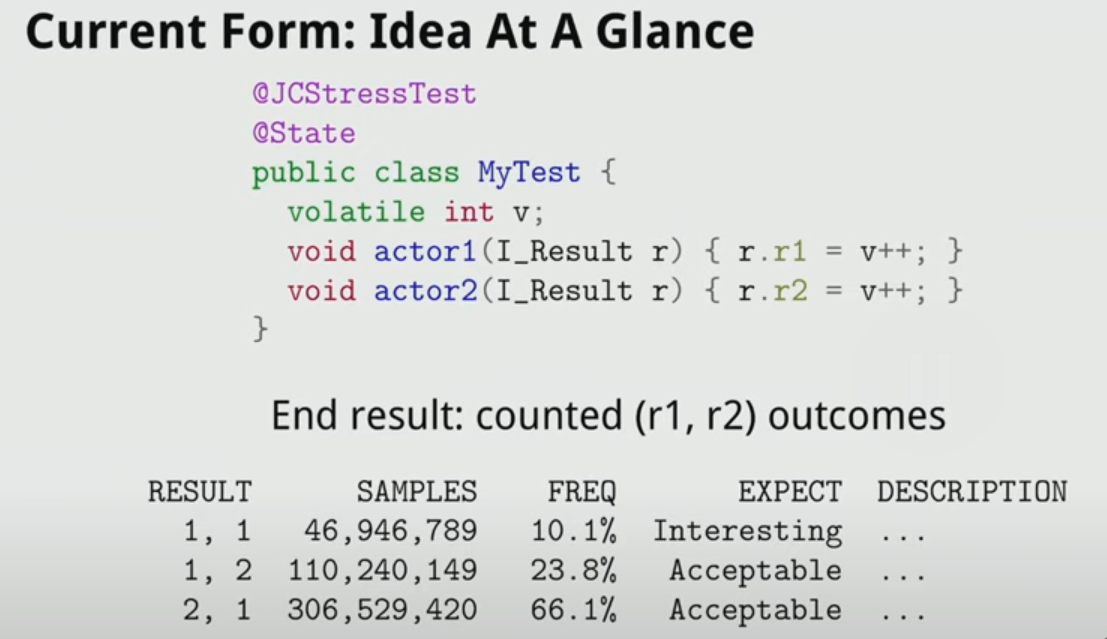 Current Form: Idea At A Glance
@JCStressTest
@State
public class MyTest {
volatile int v;
void actor1(I_Result r) { r.r1 = v++; }
void actor2(I_Result r) { r.r2 = v++; }
}
End result: counted (r1, r2) outcomes
RESULT SAMPLES FREQ EXPECT DESCRIPTION
1, 1 46,946,789 10.1% Interesting ...
1, 2 110,240,149 23.8% Acceptable ...
2, 1 306,529,420 66.1% Acceptable ...